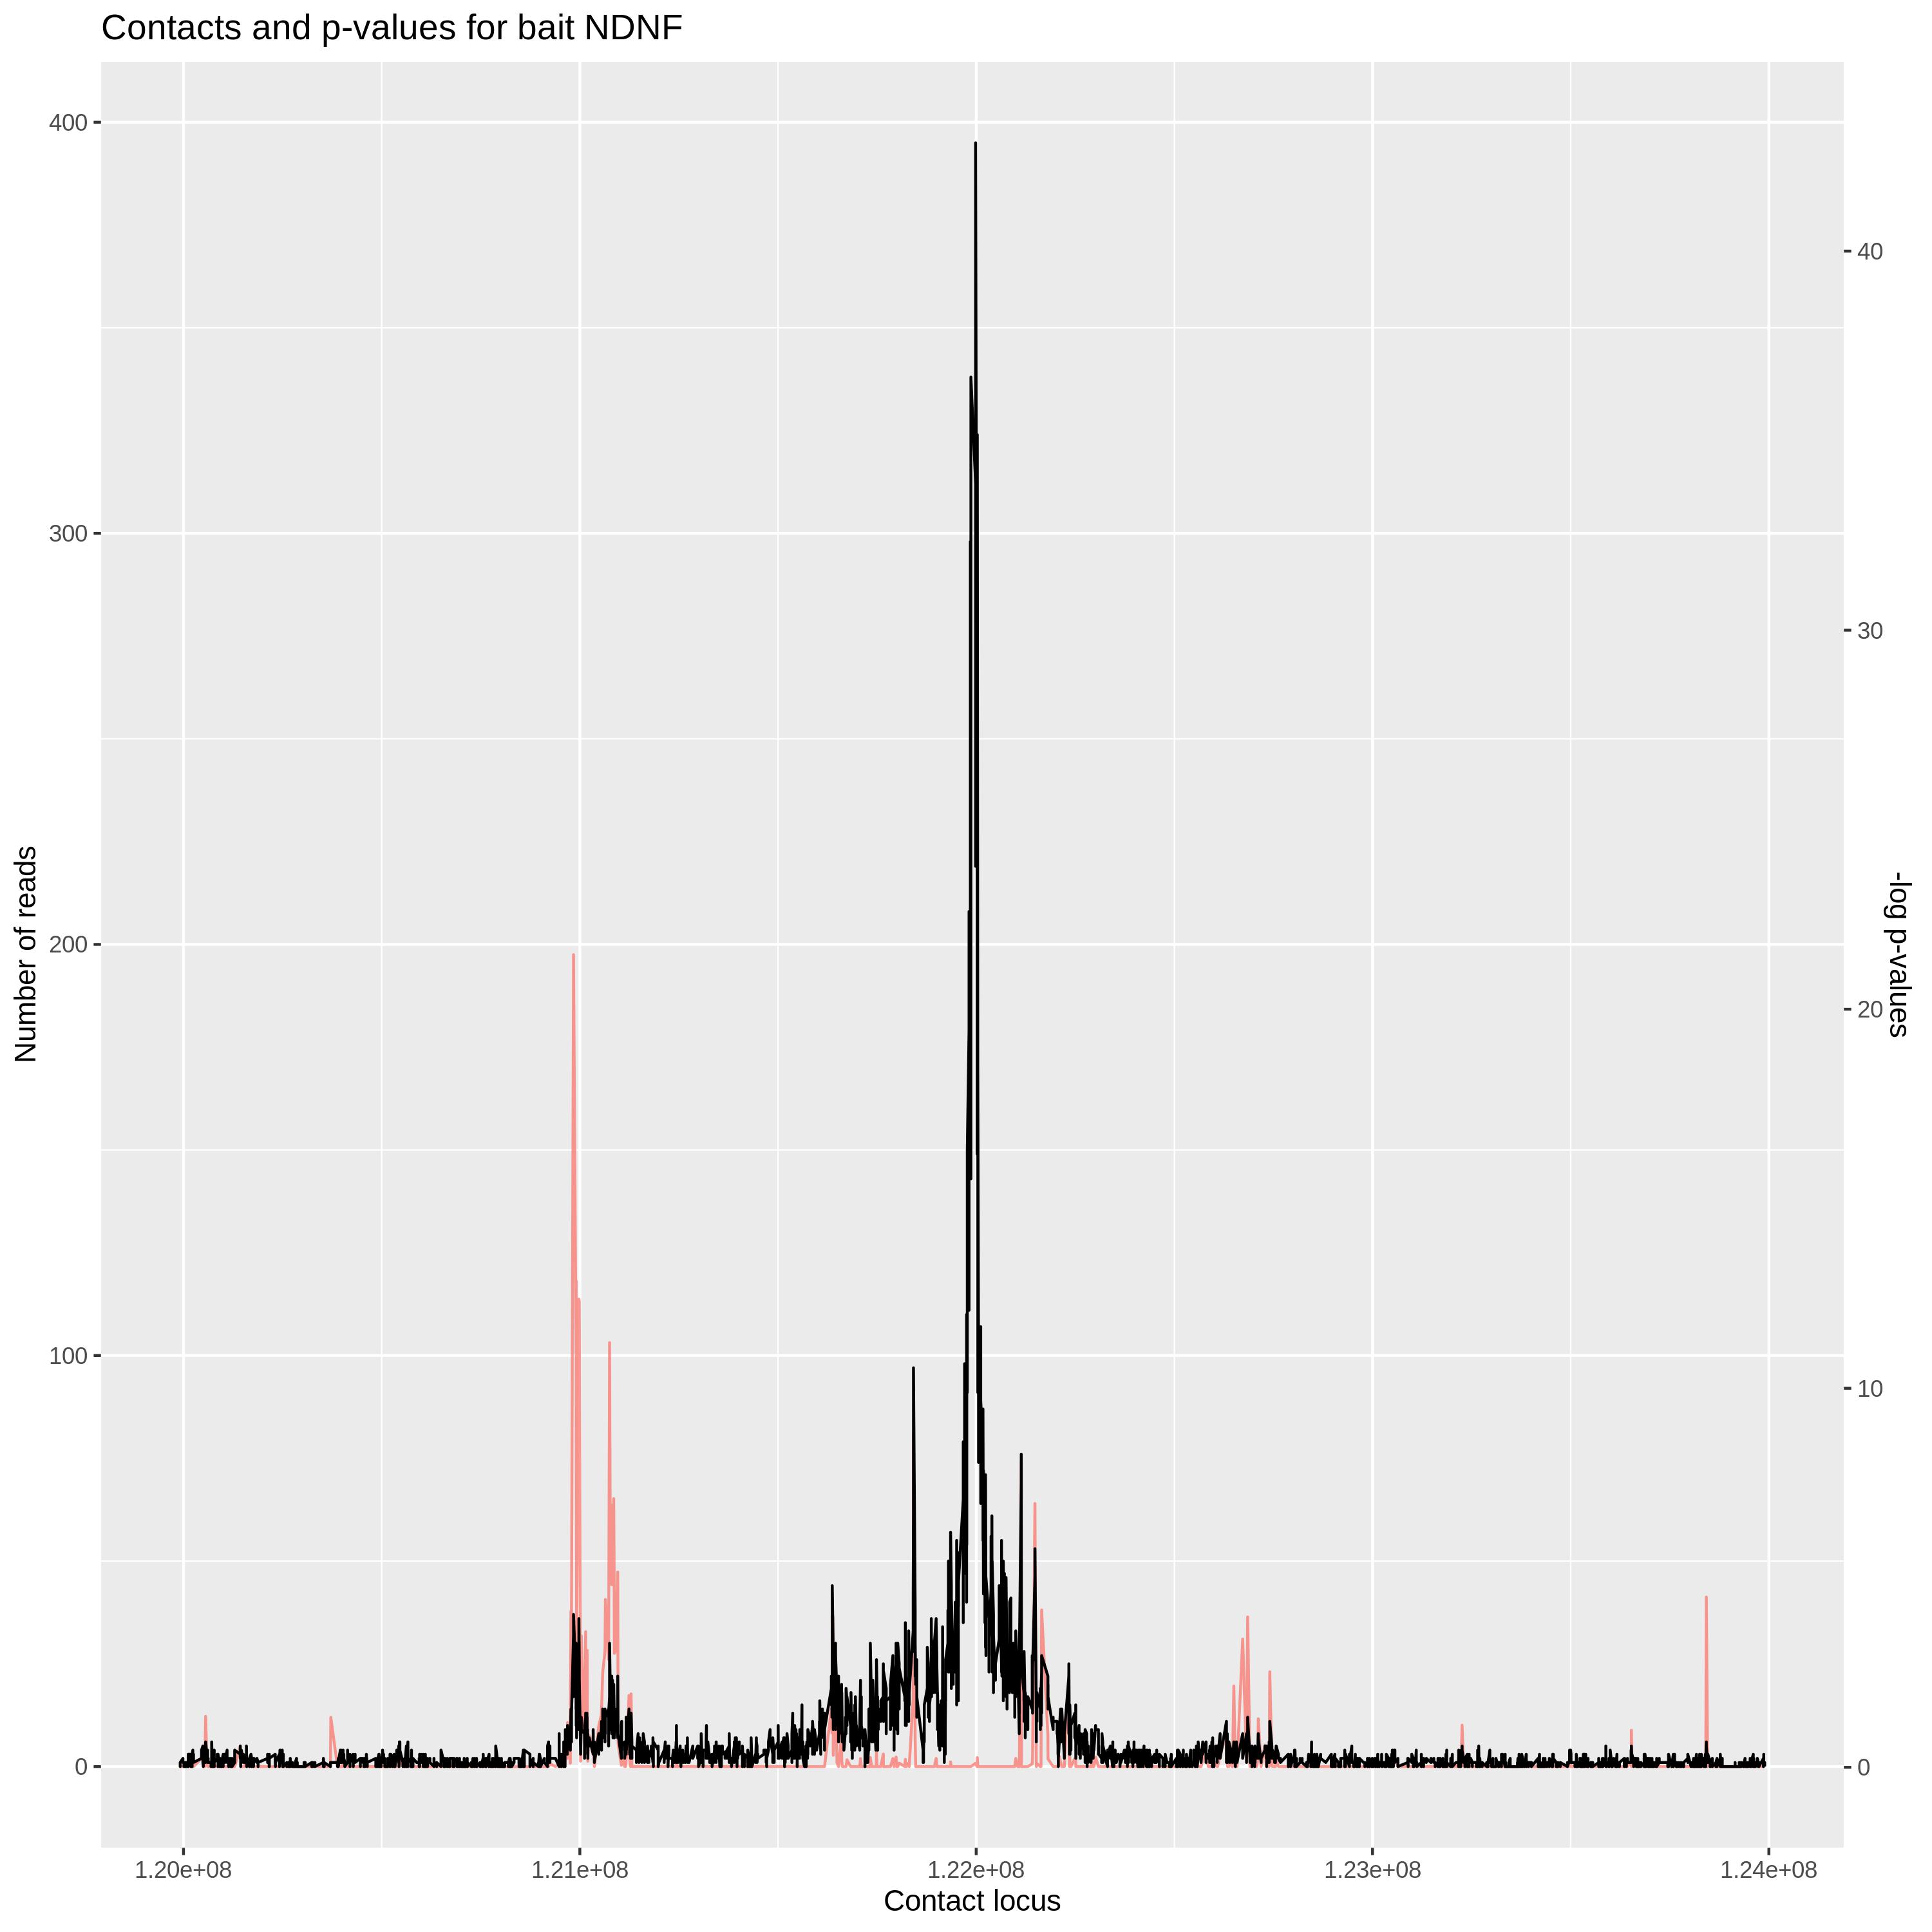 Contacts and p-values for bait NDNF
400
300
200
100
0
Number of reads
40
30
20
10
0
-log p-values
1.20e+08 1.21e+08 1.22e+08 1.23e+08 1.24e+08
Contact locus